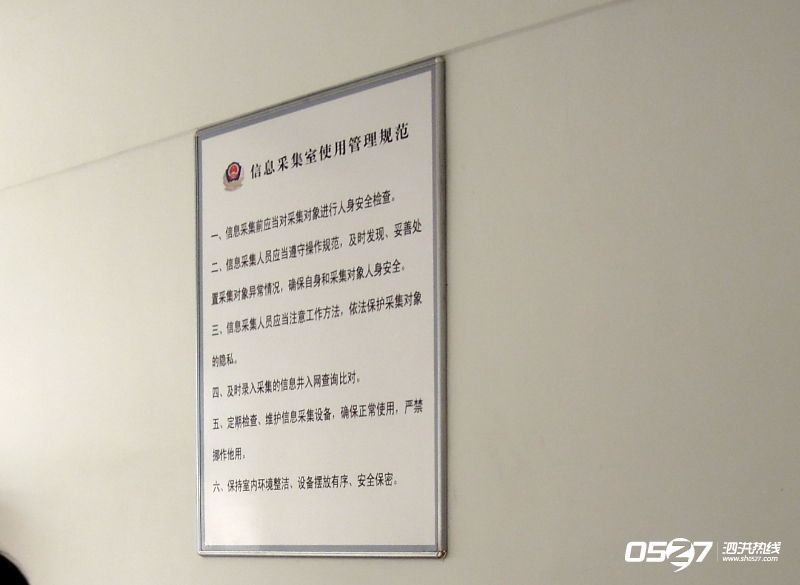 信息采集室使用管理规范
一、信息采集前应当对采集对象进行人身安全检查。
二、信息采集人员应当遵守操作规范，及时发现、妥善处
置采集对象异常情况，确保自身和采集对象人身安全。
三、信息采集人员应当注意工作方法，依法保护采集对象
的隐私。
四、及时录入采集的信息并入网查询比对。
五、定期检查、维护信息采集设备，确保正常使用，严禁
挪作他用。
六、保持室内环境整洁、设备摆放有序、安全保密。
0527 泗洪热线
www.sh0527.com